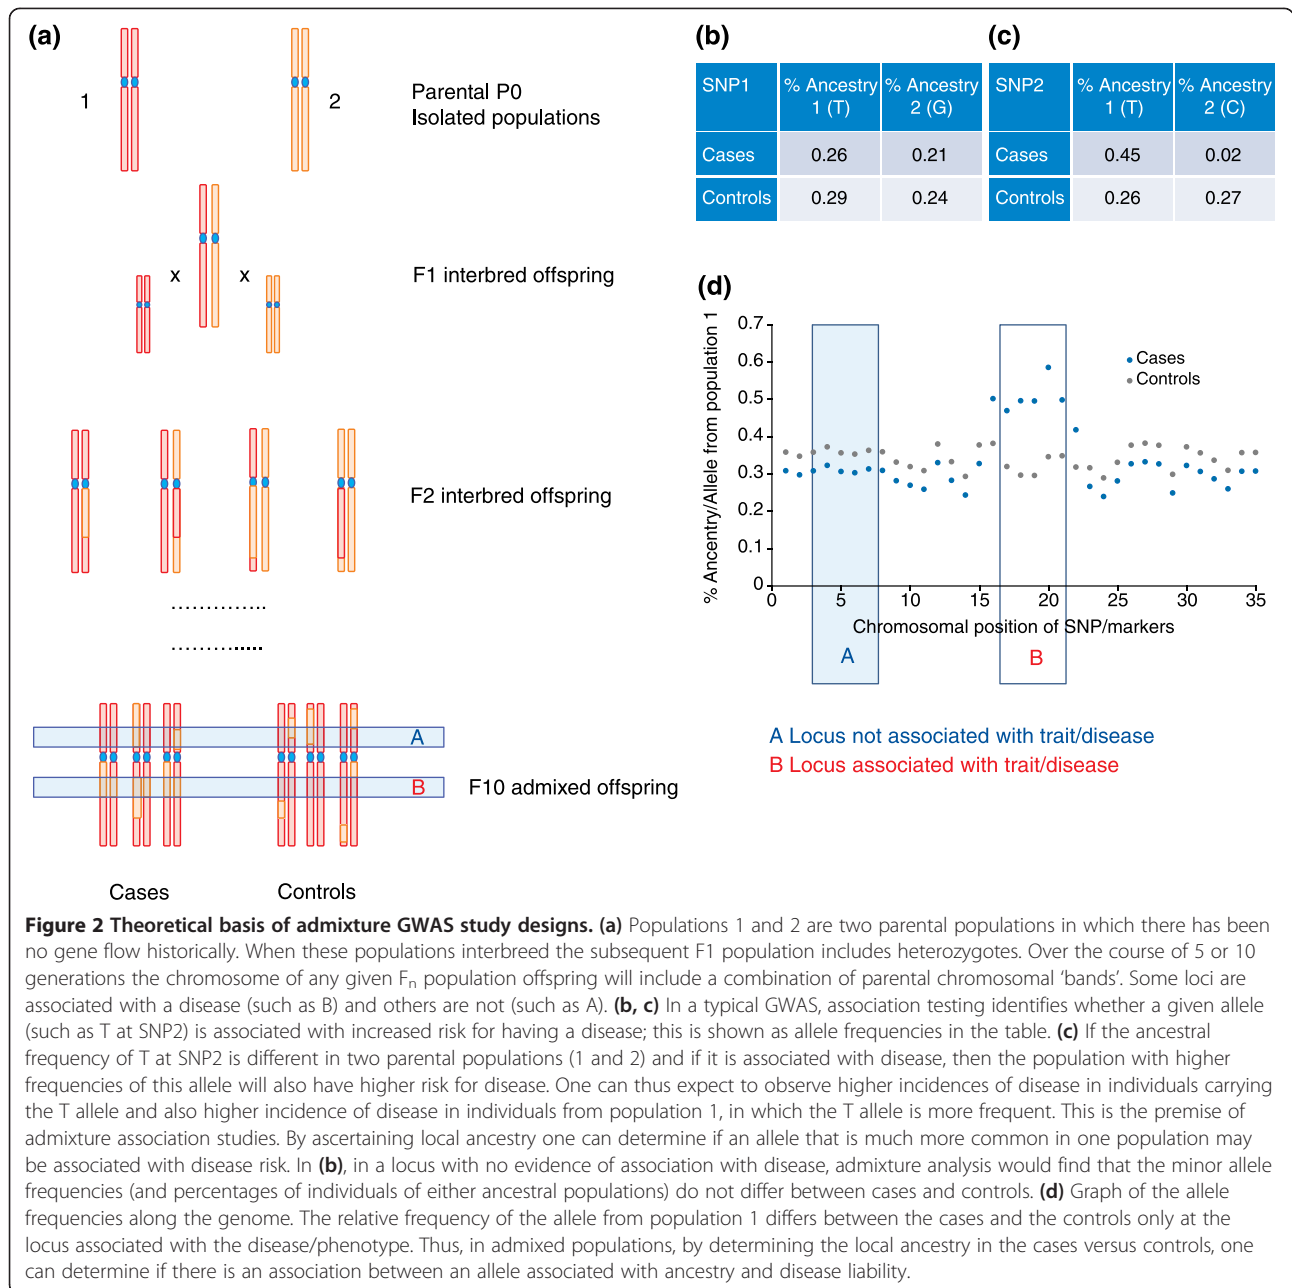 (a)
1
2
Parental P0
Isolated populations
x
x
F1 interbred offspring
F2 interbred offspring
..............
..............
A
B
F10 admixed offspring
Cases
Controls
(b)
SNP1
% Ancestry
1 (T)
% Ancestry
2 (G)
Cases
0.26
0.21
Controls
0.29
0.24
(c)
SNP2
% Ancestry
1 (T)
% Ancestry
2 (C)
Cases
0.45
0.02
Controls
0.26
0.27
(d)
% Ancentry/Allele from population 1
0.7
0.6
0.5
0.4
0.3
0.2
0.1
0
Cases
Controls
0
5
10
15
20
25
30
35
Chromosomal position of SNP/markers
A
B
A Locus not associated with trait/disease
B Locus associated with trait/disease
Figure 2 Theoretical basis of admixture GWAS study designs. (a) Populations 1 and 2 are two parental populations in which there has been
no gene flow historically. When these populations interbreed the subsequent F1 population includes heterozygotes. Over the course of 5 or 10
generations the chromosome of any given Fn population offspring will include a combination of parental chromosomal ‘bands’. Some loci are
associated with a disease (such as B) and others are not (such as A). (b, c) In a typical GWAS, association testing identifies whether a given allele
(such as T at SNP2) is associated with increased risk for having a disease; this is shown as allele frequencies in the table. (c) If the ancestral
frequency of T at SNP2 is different in two parental populations (1 and 2) and if it is associated with disease, then the population with higher
frequencies of this allele will also have higher risk for disease. One can thus expect to observe higher incidences of disease in individuals carrying
the T allele and also higher incidence of disease in individuals from population 1, in which the T allele is more frequent. This is the premise of
admixture association studies. By ascertaining local ancestry one can determine if an allele that is much more common in one population may
be associated with disease risk. In (b), in a locus with no evidence of association with disease, admixture analysis would find that the minor allele
frequencies (and percentages of individuals of either ancestral populations) do not differ between cases and controls. (d) Graph of the allele
frequencies along the genome. The relative frequency of the allele from population 1 differs between the cases and the controls only at the
locus associated with the disease/phenotype. Thus, in admixed populations, by determining the local ancestry in the cases versus controls, one
can determine if there is an association between an allele associated with ancestry and disease liability.